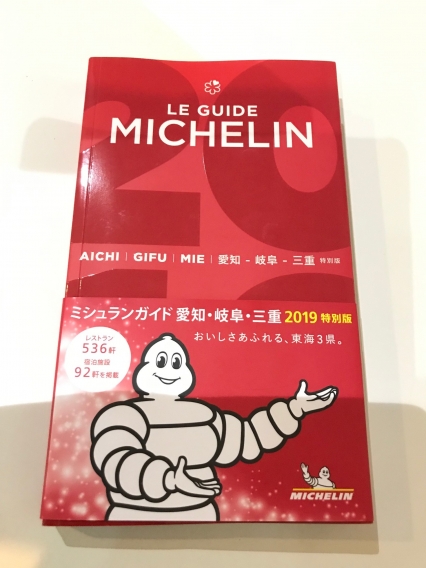 20
LE GUIDE
MICHELIN
AICHI | GIFU | MIE | 愛知 - 岐阜 - 三重 特別版
ミシュランガイド 愛知・岐阜・三重 2019 特別版
おいしさあふれる、東海3県。
レストラン
536軒
宿泊施設
92軒を掲載
MICHELIN